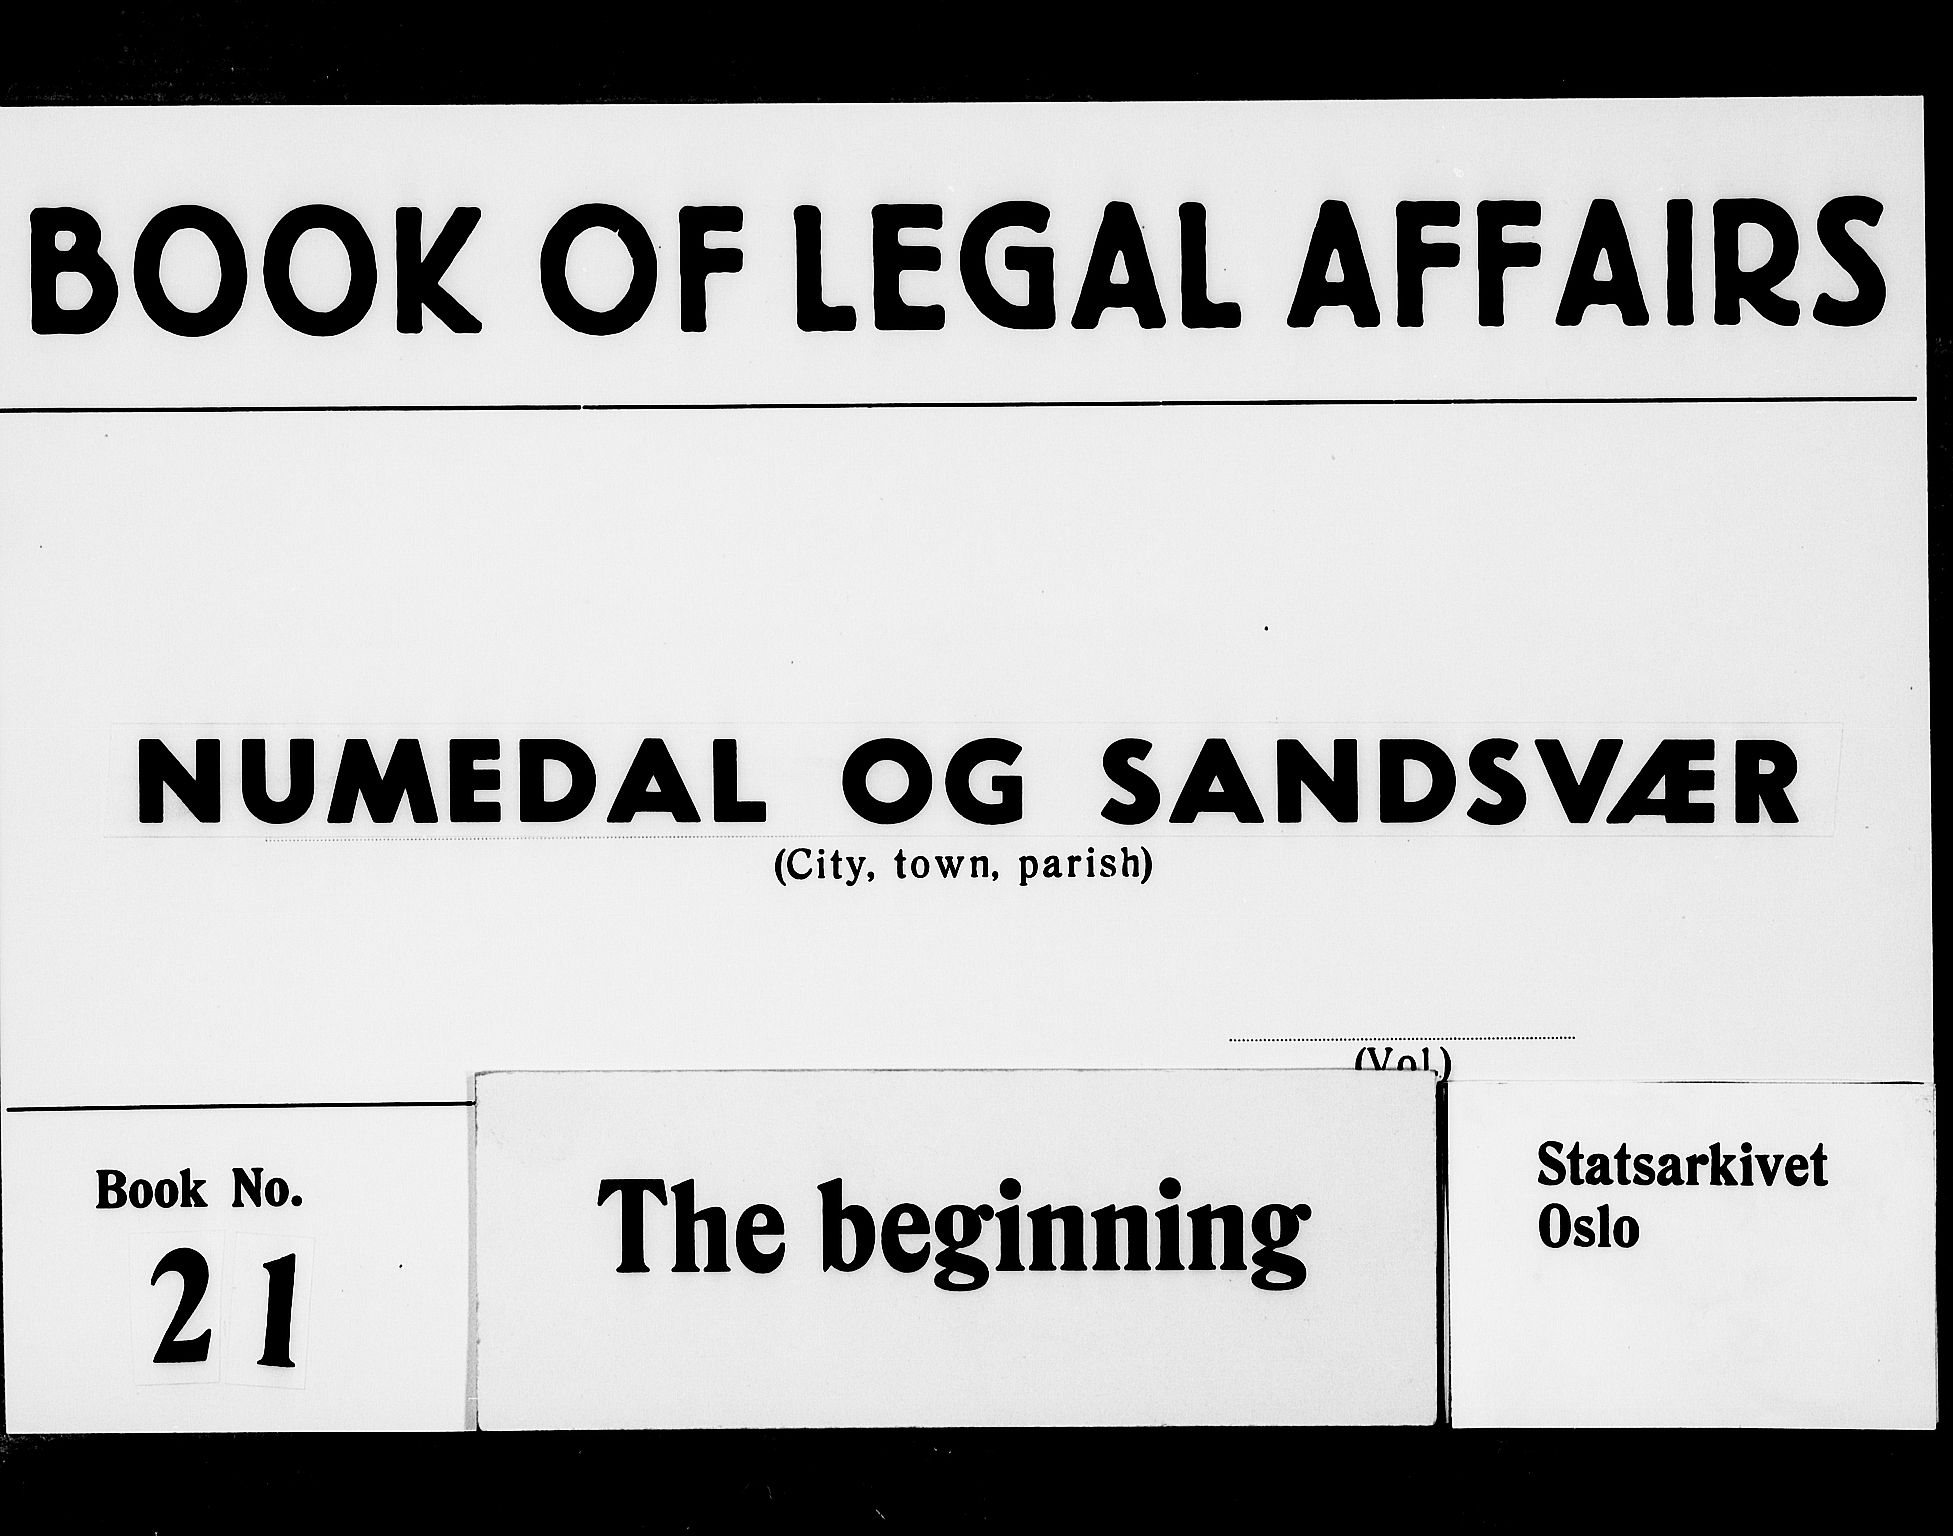 BOOK OF LEGAL AFFAIRS
NUMEDAL OG SANDSVÆR
(City, town, parish)
(Vol.)
Book No.
21
The beginning
Statsarkivet
Oslo